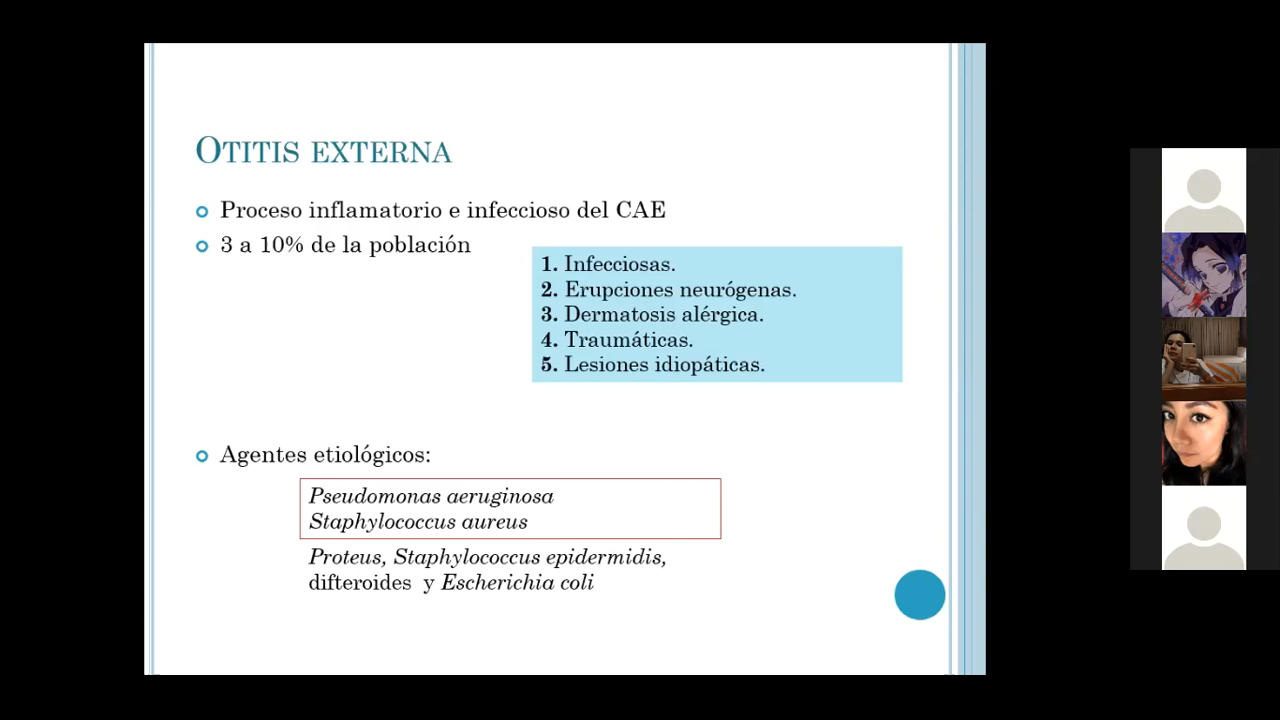 OTITIS EXTERNA
Proceso inflamatorio e infeccioso del CAE
3 a 10% de la población
1. Infecciosas.
2. Erupciones neurógenas.
3. Dermatosis alérgica.
4. Traumáticas.
5. Lesiones idiopáticas.
Agentes etiológicos:
Pseudomonas aeruginosa
Staphylococcus aureus
Proteus, Staphylococcus epidermidis,
difteroides y Escherichia coli